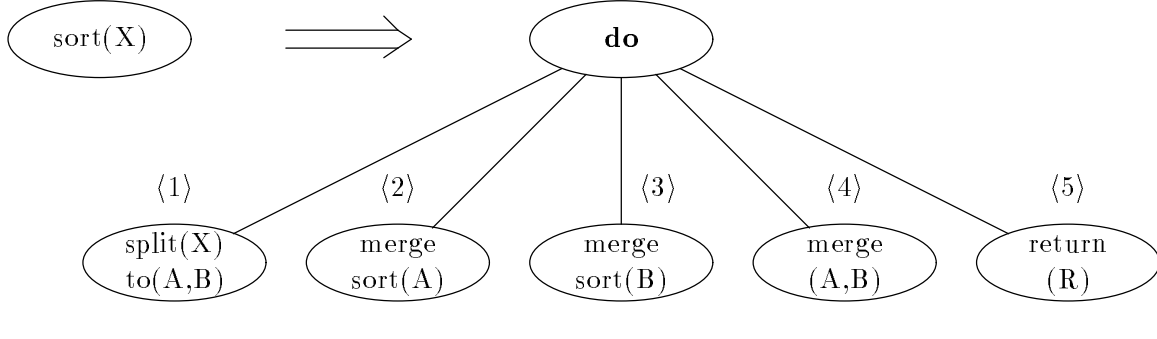 sort(X)
do
⟨1⟩
⟨2⟩
⟨3⟩
⟨4⟩
⟨5⟩
split(X)
to(A,B)
merge
sort(A)
merge
sort(B)
merge
(A,B)
return
(R)